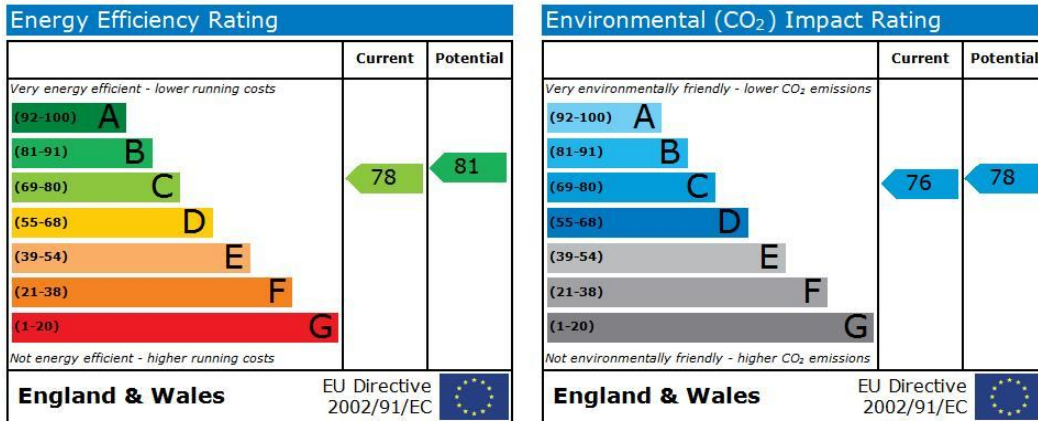 Energy Efficiency Rating
Current Potential
Very energy efficient - lower running costs
(92-100) A
(81-91) B
(69-80) C
(55-68) D
(39-54) E
(21-38) F
(1-20) G
78
81
Not energy efficient - higher running costs
England & Wales
EU Directive
2002/91/EC
Environmental (CO₂) Impact Rating
Current Potential
Very environmentally friendly - lower CO₂ emissions
(92-100) A
(81-91) B
(69-80) C
(55-68) D
(39-54) E
(21-38) F
(1-20) G
76
78
Not environmentally friendly - higher CO₂ emissions
England & Wales
EU Directive
2002/91/EC